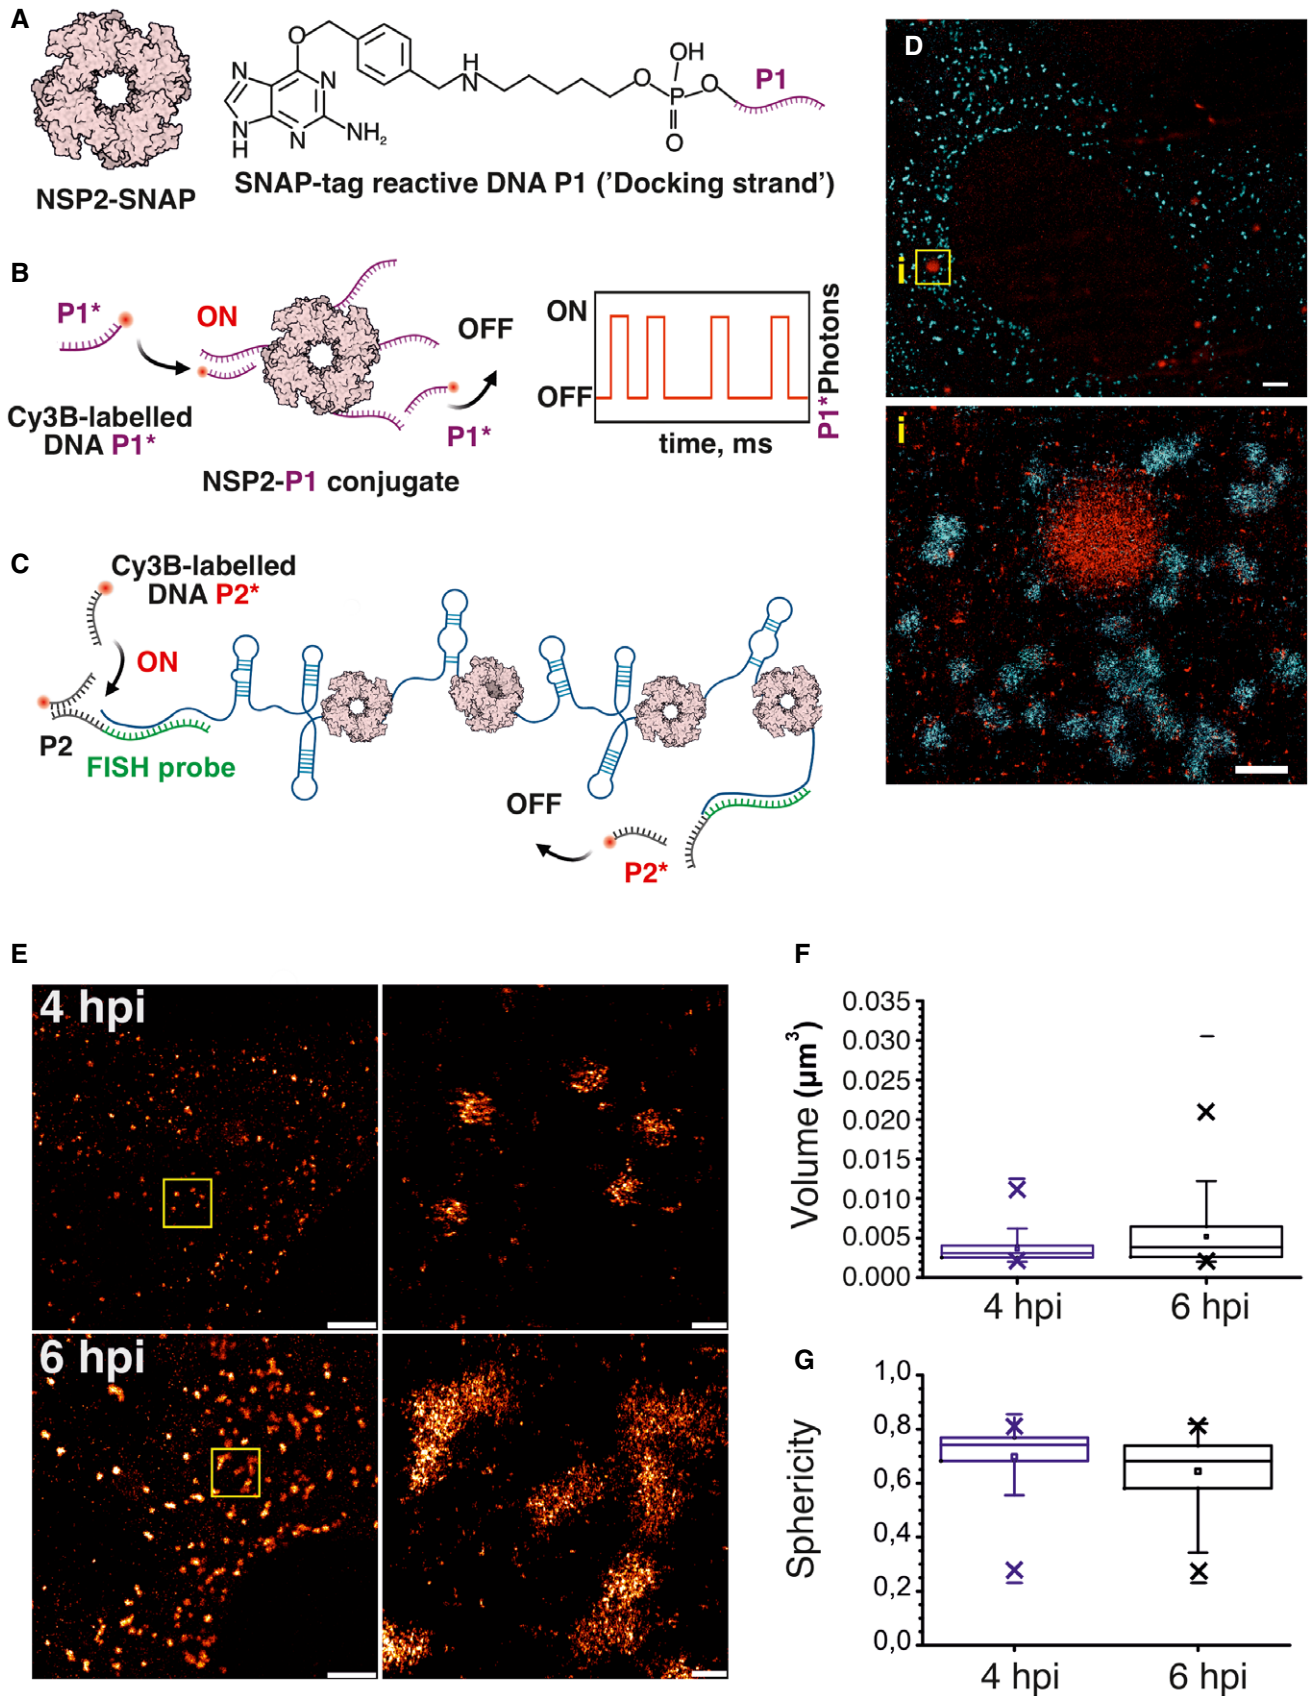 A
NSP2-SNAP
N
N
H
N
N
O
NH₂
H
N
O
OH
P
O
O
P1
SNAP-tag reactive DNA P1 ('Docking strand')
B
P1*
ON
Cy3B-labelled
DNA P1*
OFF
P1*
NSP2-P1 conjugate
ON
OFF
time, ms
P1*Photons
C
Cy3B-labelled
DNA P2*
ON
P2
FISH probe
OFF
P2*
D
i
i
E
4 hpi
6 hpi
F
Volume (µm³)
0.035
0.030
0.025
0.020
0.015
0.010
0.005
0.000
4 hpi
6 hpi
G
Sphericity
1,0
0,8
0,6
0,4
0,2
0,0
4 hpi
6 hpi